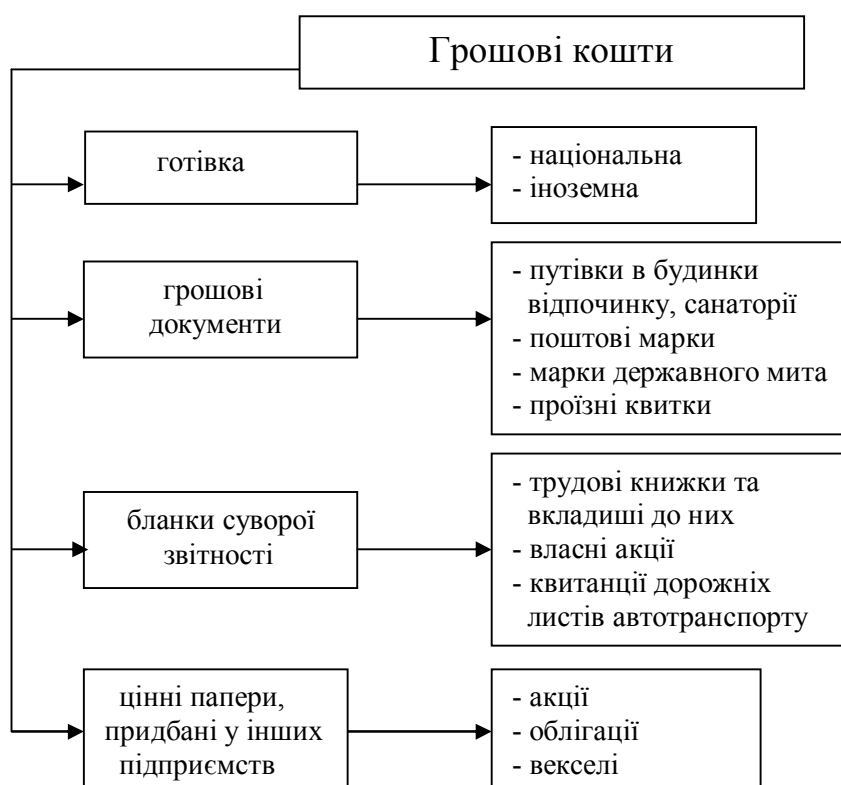 Грошові кошти
готівка
- національна
- іноземна
грошові
документи
- путівки в будинки
відпочинку, санаторії
- поштові марки
- марки державного мита
- проїзні квитки
бланки суворої
звітності
- трудові книжки та
вкладиші до них
- власні акції
- квитанції дорожніх
листів автотранспорту
цінні папери,
придбані у інших
підприємств
- акції
- облігації
- векселі